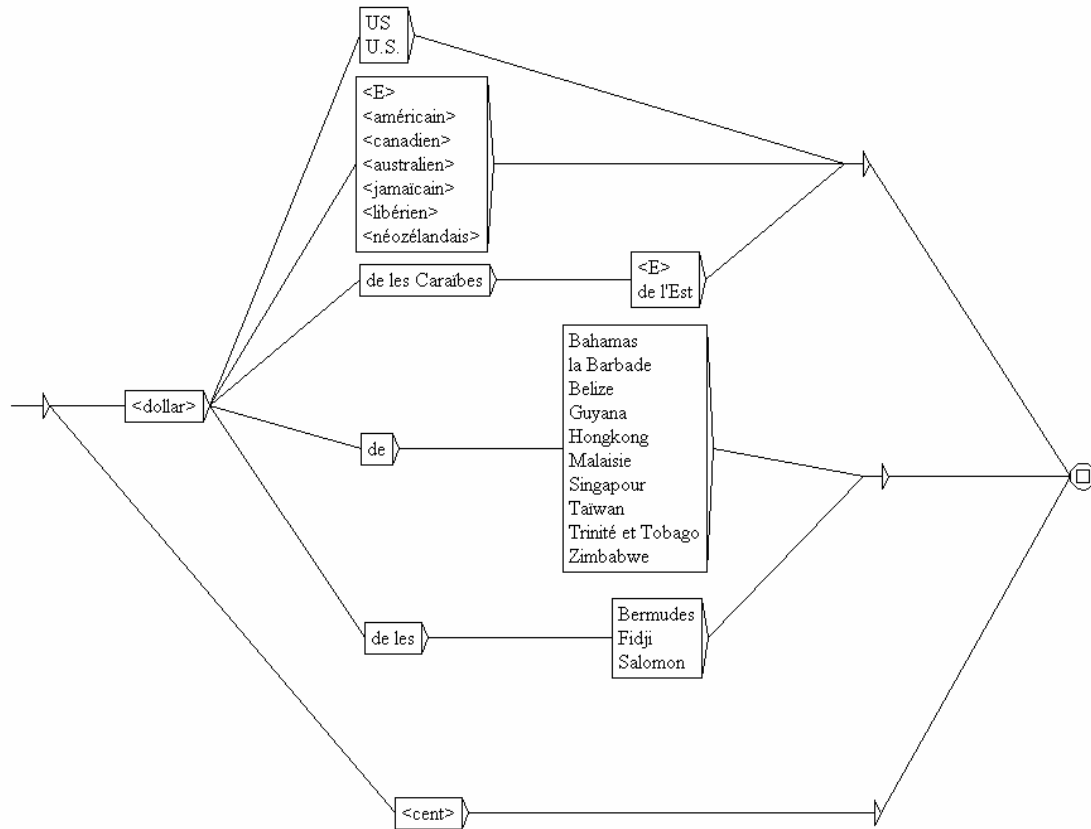 US
U.S.
<E>
<américain>
<canadien>
<australien>
<jamaïcain>
<libérien>
<néozélandais>
de les Caraïbes
<E>
de l'Est
<dollar>
de
Bahamas
la Barbade
Belize
Guyana
Hongkong
Malaisie
Singapour
Taïwan
Trinité et Tobago
Zimbabwe
de les
Bermudes
Fidji
Salomon
<cent>